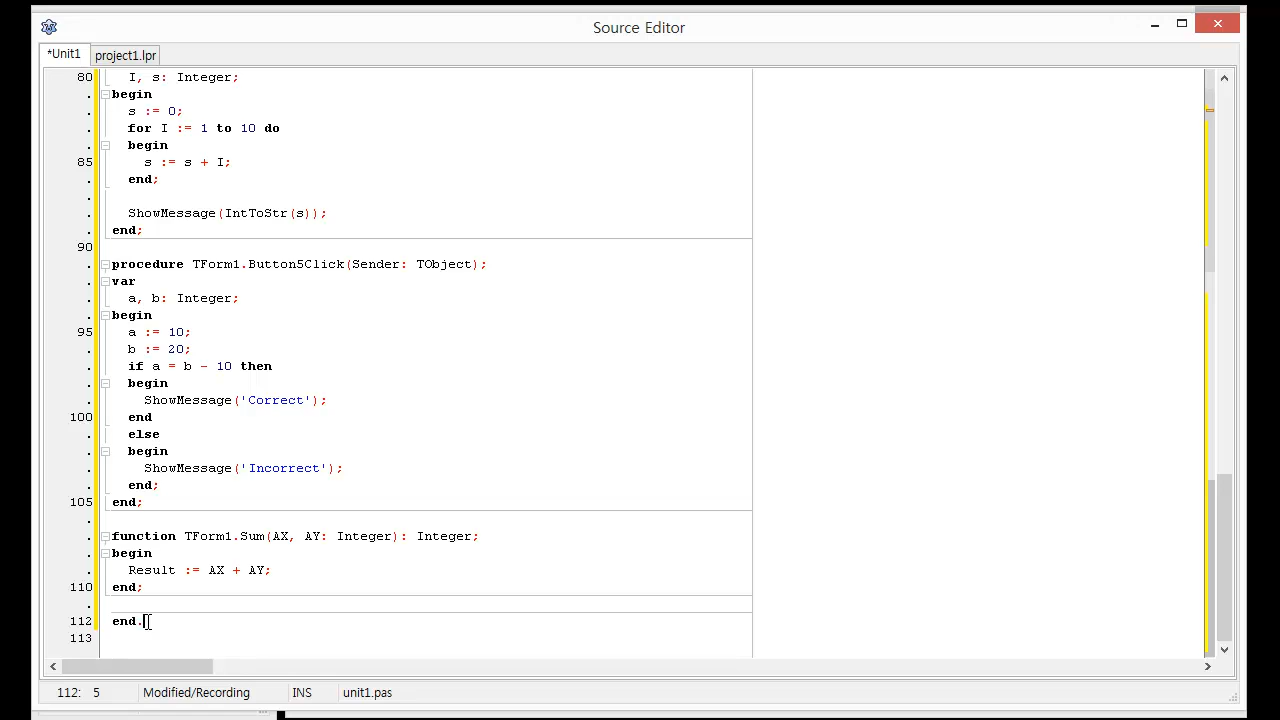 Source Editor
*Unit1 project1.lpr
80 I, s: Integer;
. begin
. s := 0;
. for I := 1 to 10 do
. begin
85 s := s + I;
. end;
.
. ShowMessage(IntToStr(s));
. end;
90
. procedure TForm1.Button5Click(Sender: TObject);
. var
. a, b: Integer;
. begin
95 a := 10;
. b := 20;
. if a = b - 10 then
. begin
. ShowMessage('Correct');
100 end
. else
. begin
. ShowMessage('Incorrect');
. end;
105 end;
.
. function TForm1.Sum(AX, AY: Integer): Integer;
. begin
. Result := AX + AY;
110 end;
.
112 end.
113
112: 5 Modified/Recording INS unit1.pas